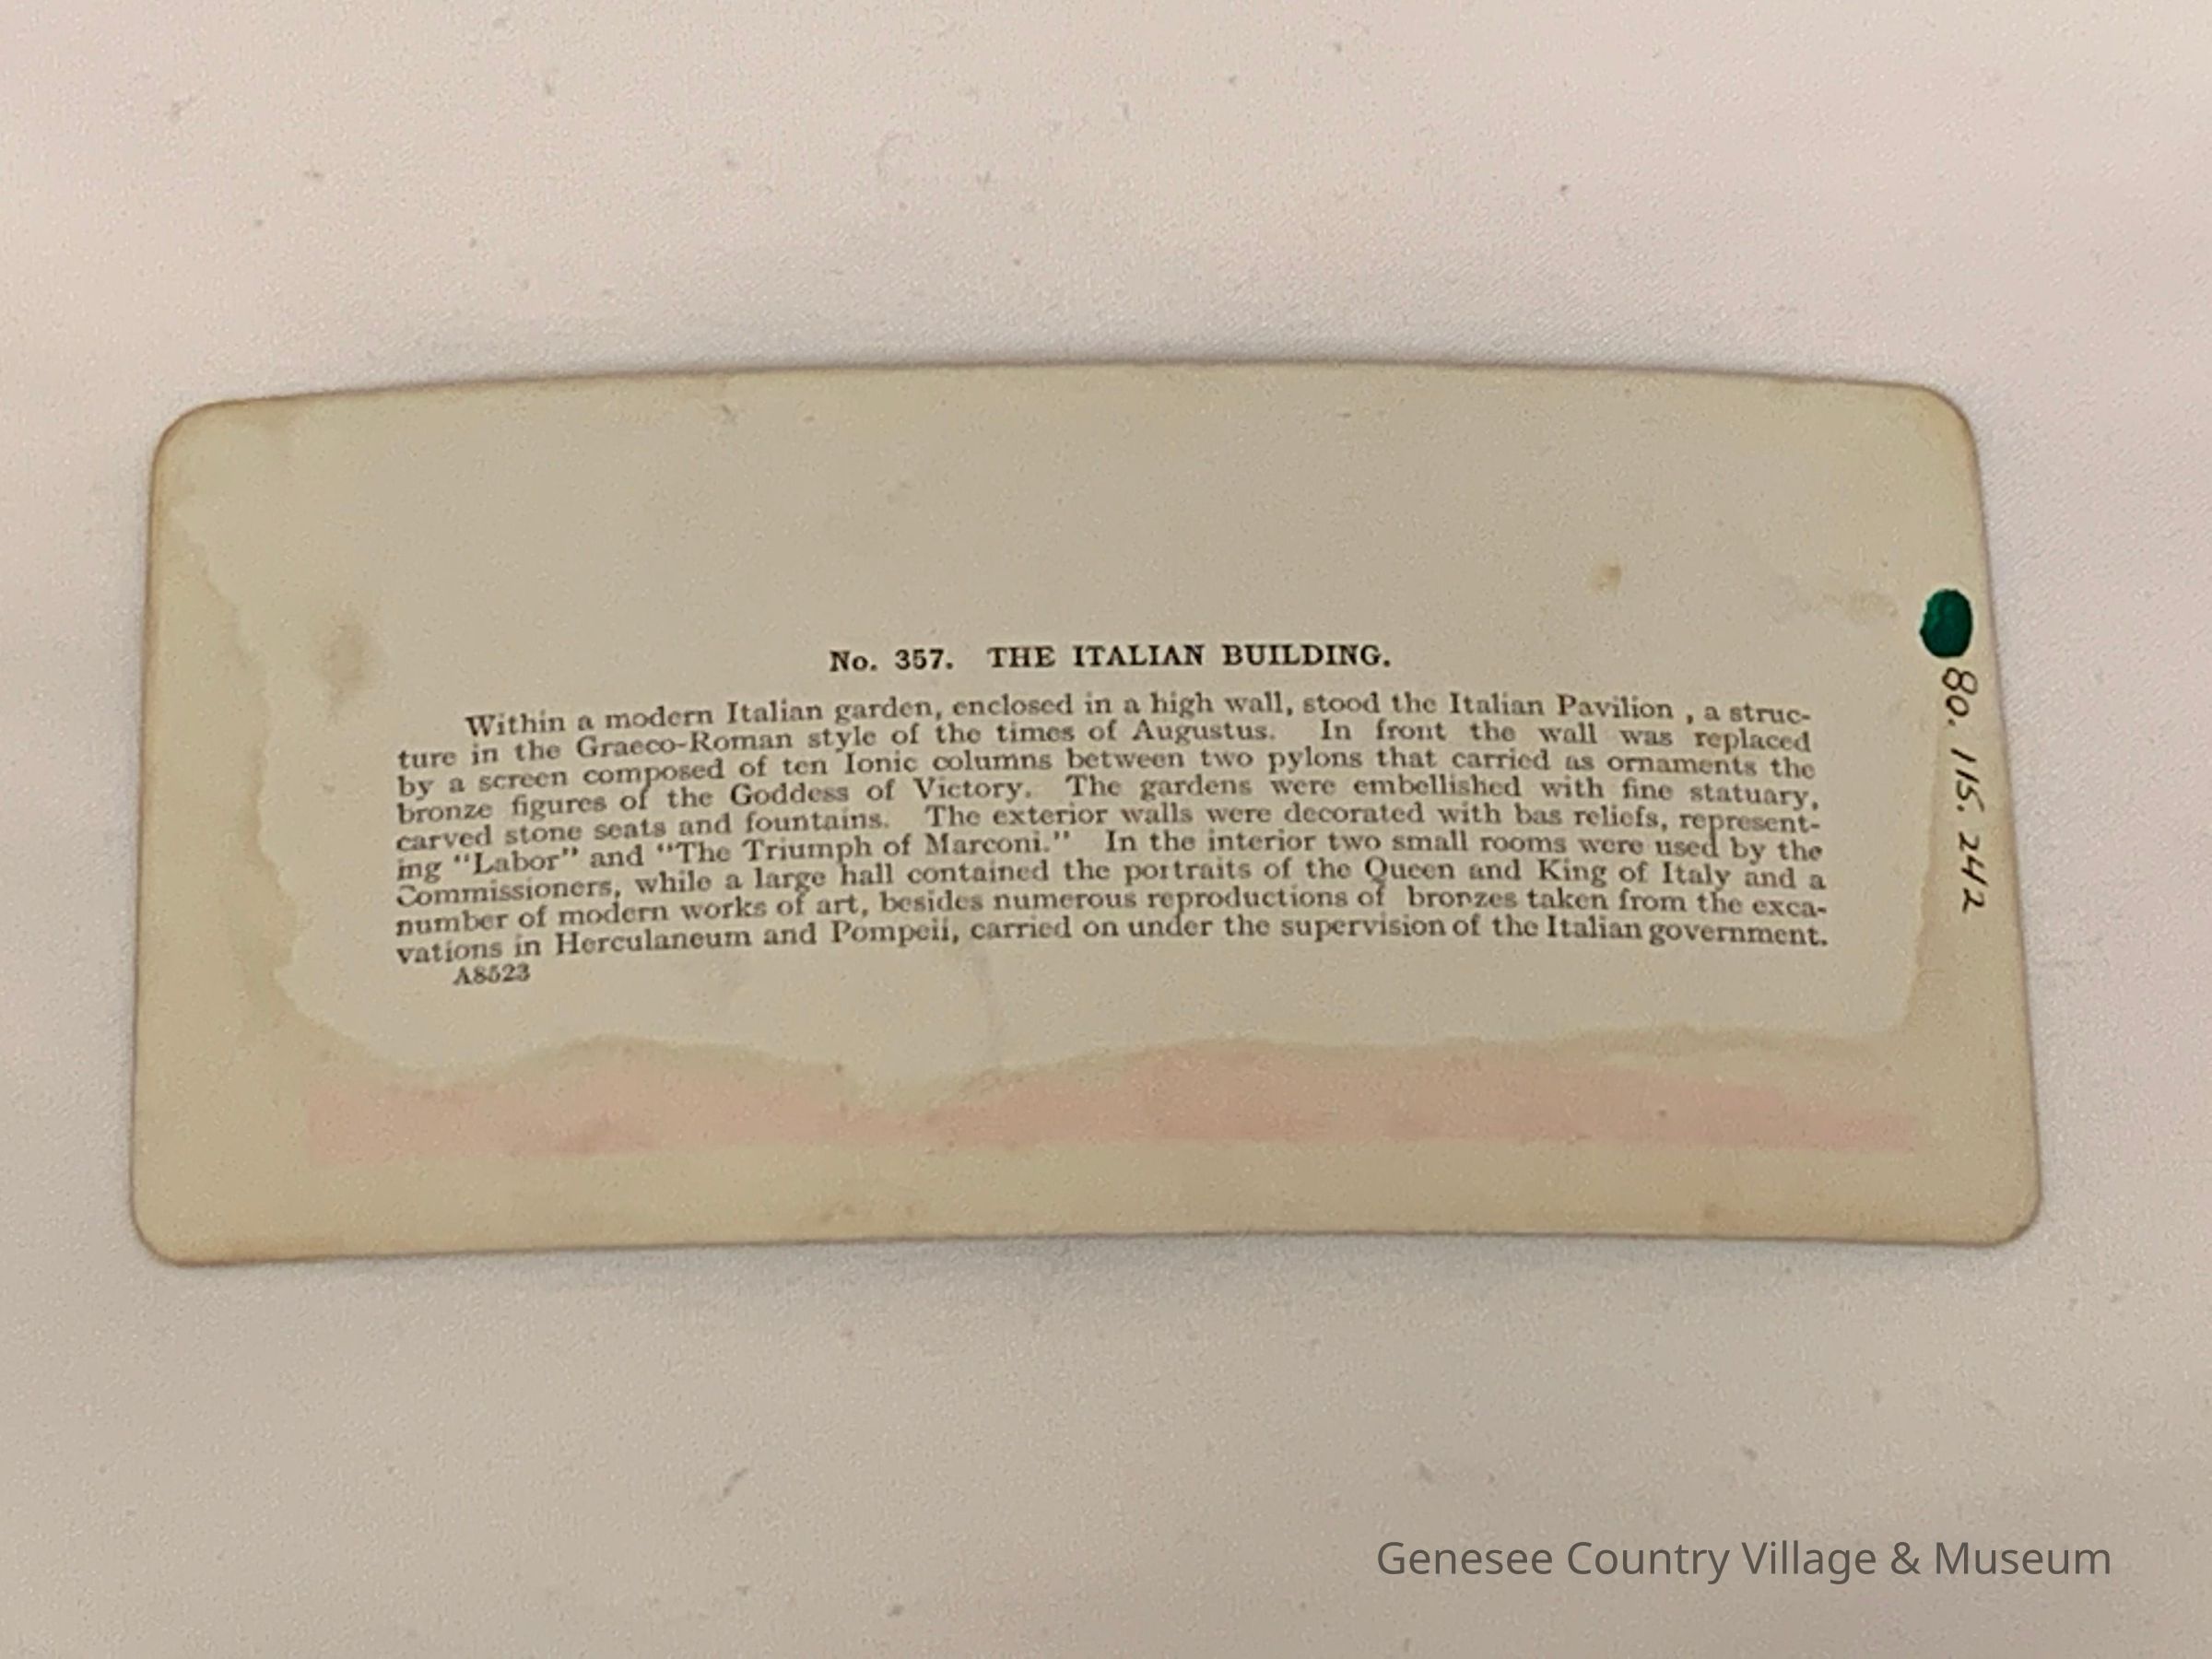 No. 357. THE ITALIAN BUILDING.
Within a modern Italian garden, enclosed in a high wall, stood the Italian Pavilion , a struc-
ture in the Graeco-Roman style of the times of Augustus. In front the wall was replaced
by a screen composed of ten Ionic columns between two pylons that carried as ornaments the
bronze figures of the Goddess of Victory. The gardens were embellished with fine statuary,
carved stone seats and fountains. The exterior walls were decorated with bas reliefs, represent-
ing "Labor" and "The Triumph of Marconi." In the interior two small rooms were used by the
Commissioners, while a large hall contained the portraits of the Queen and King of Italy and a
number of modern works of art, besides numerous reproductions of bronzes taken from the exca-
vations in Herculaneum and Pompeii, carried on under the supervision of the Italian government.
A8523
80.115.242
Genesee Country Village & Museum